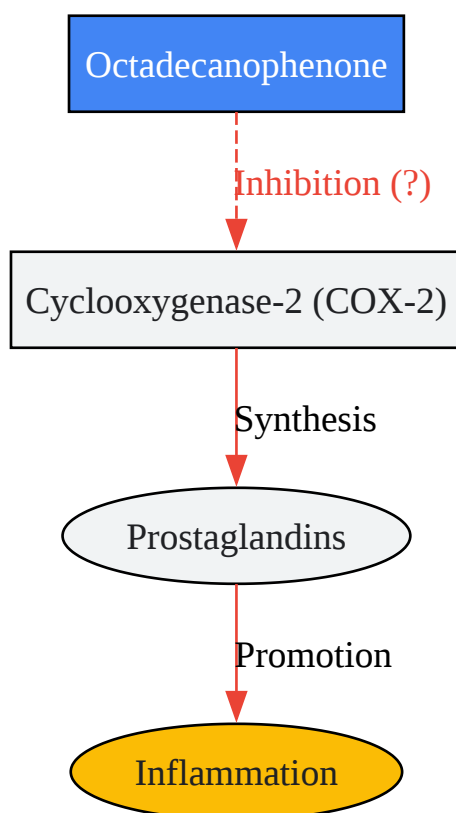 Octadecanophenone
Inhibition (?)
Cyclooxygenase-2 (COX-2)
Synthesis
Prostaglandins
Promotion
Inflammation